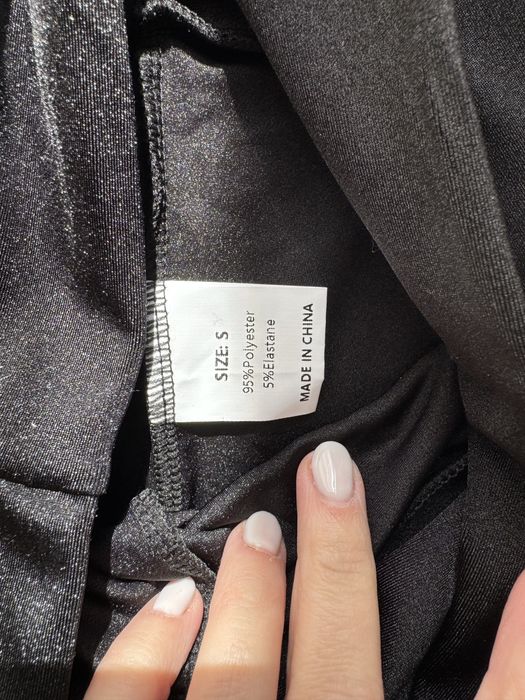 SIZE: S
95%Polyester
5%Elastane
MADE IN CHINA